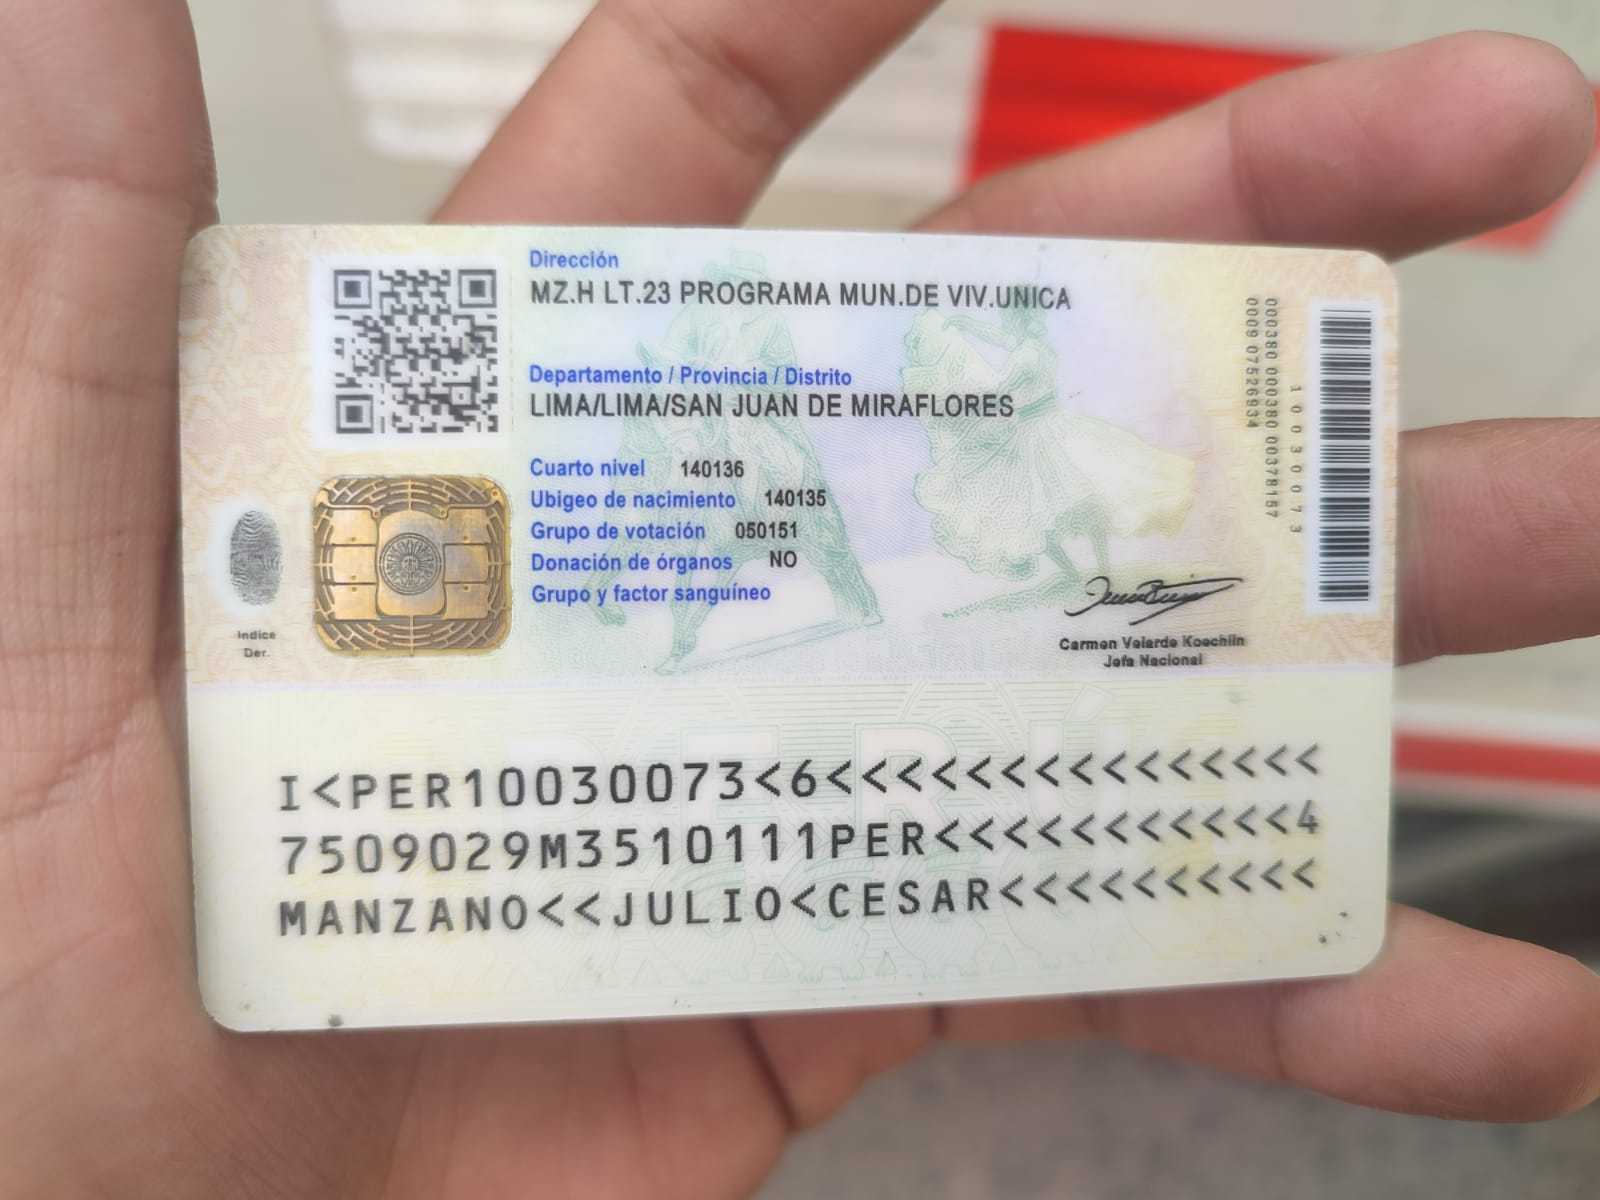 Dirección
MZ.H LT.23 PROGRAMA MUN.DE VIV.UNICA
Departamento / Provincia / Distrito
LIMA/LIMA/SAN JUAN DE MIRAFLORES
Cuarto nivel 140136
Ubigeo de nacimiento 140135
Grupo de votación 050151
Donación de órganos NO
Grupo y factor sanguíneo
Indice
Der.
Carmen Velarde Koechlin
Jefa Nacional
10030073
000380 000380 00378157
0009 07526934
PERÚ
I<PER10030073<6<<<<<<<<<<<<<<<
7509029M3510111PER<<<<<<<<<<<4
MANZANO<<JULIO<CESAR<<<<<<<<<<